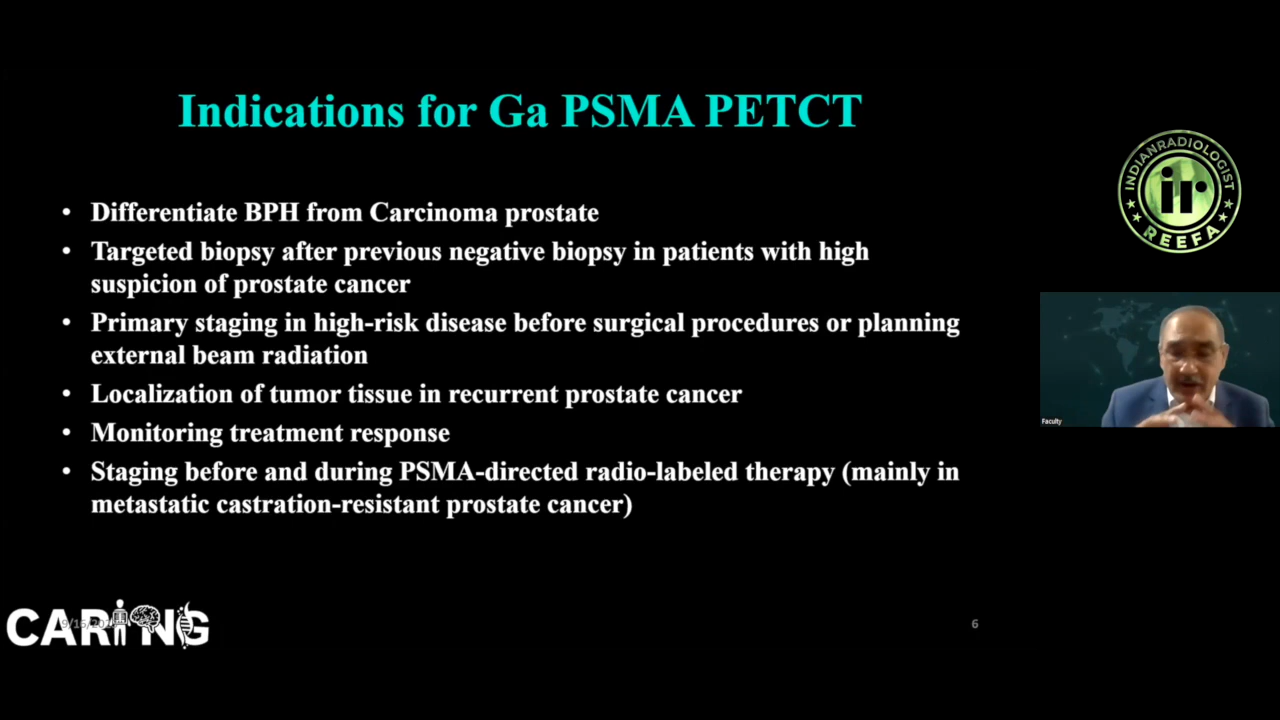 Indications for Ga PSMA PETCT
• Differentiate BPH from Carcinoma prostate
• Targeted biopsy after previous negative biopsy in patients with high
suspicion of prostate cancer
• Primary staging in high-risk disease before surgical procedures or planning
external beam radiation
• Localization of tumor tissue in recurrent prostate cancer
• Monitoring treatment response
• Staging before and during PSMA-directed radio-labeled therapy (mainly in
metastatic castration-resistant prostate cancer)
INDIANRADIOLOGIST
ir
REEFA
Faculty
CARING
6